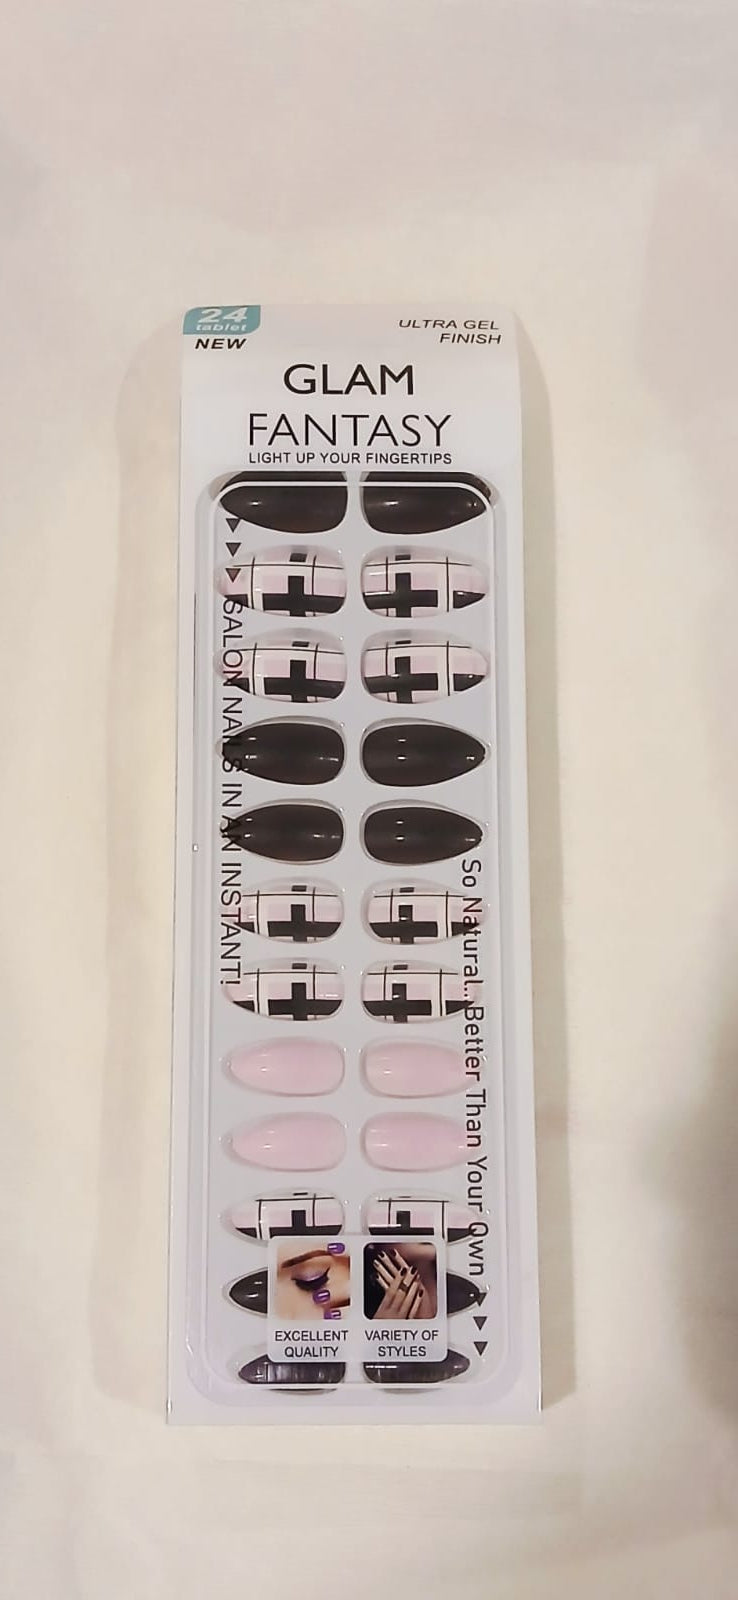 24
tablet
NEW
ULTRA GEL
FINISH
GLAM
FANTASY
LIGHT UP YOUR FINGERTIPS
SALON NAILS IN AN INSTANT!
So Natural...Better Than Your Own
EXCELLENT
QUALITY
VARIETY OF
STYLES